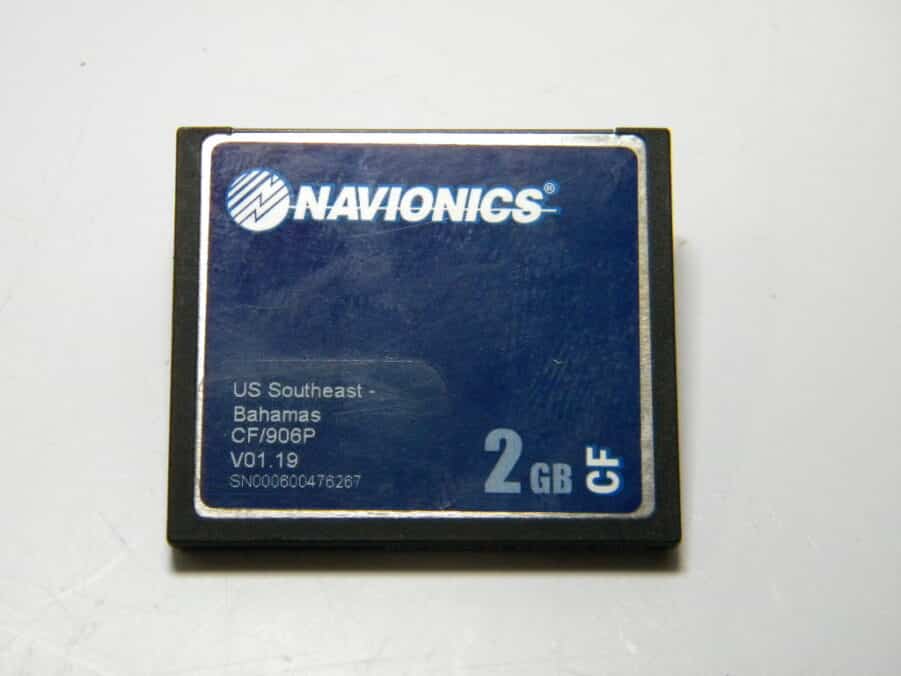 NAVIONICS®
US Southeast -
Bahamas
CF/906P
V01.19
SN000600476267
2 GB CF